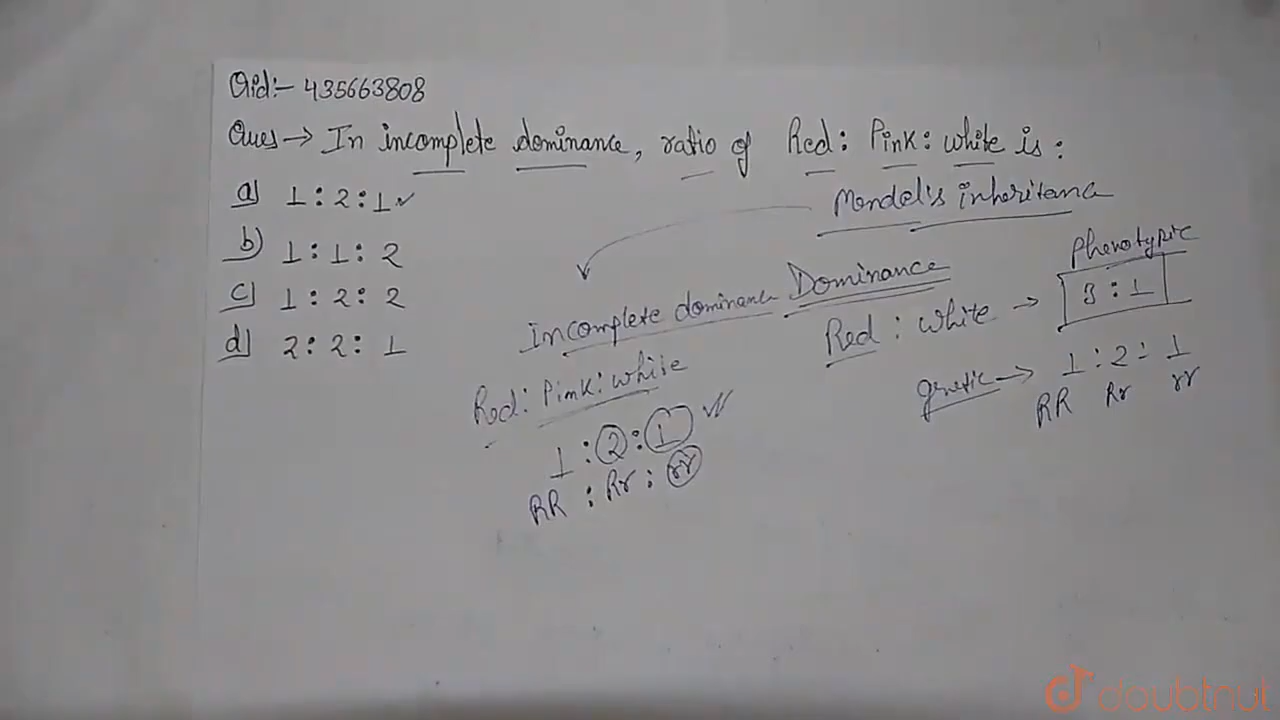 Qid:- 435663808
Ques → In incomplete dominance, ratio of Red : Pink : white is :
a) 1 : 2 : 1 ✓
b) 1 : 1 : 2
c) 1 : 2 : 2
d) 2 : 2 : 1
Mendel's inheritana
Dominance
Phenotypic
Red : white → 3 : 1
genetic → 1 : 2 : 1
RR Rr rr
incomplete dominance
Red : Pink : white
1 : 2 : 1
RR : Rr : rr
doubtnut